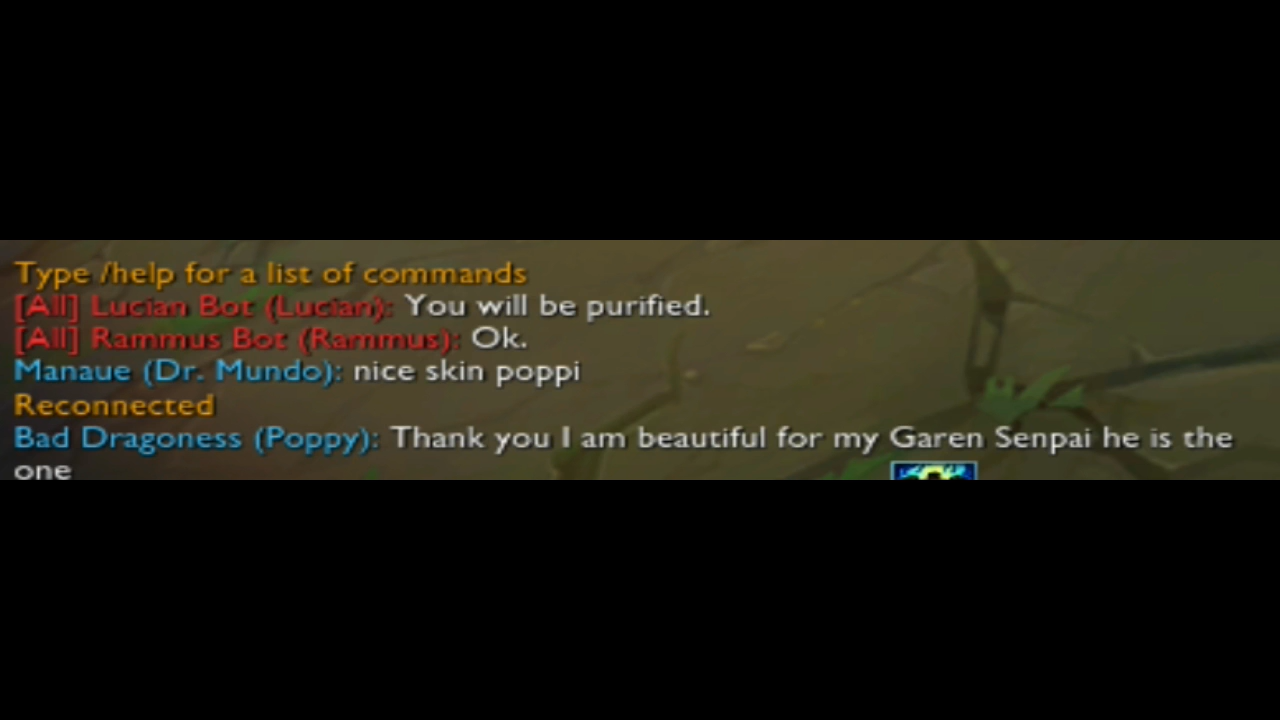 Type /help for a list of commands
[All] Lucian Bot (Lucian): You will be purified.
[All] Rammus Bot (Rammus): Ok.
Manaue (Dr. Mundo): nice skin poppi
Reconnected
Bad Dragoness (Poppy): Thank you I am beautiful for my Garen Senpai he is the
one